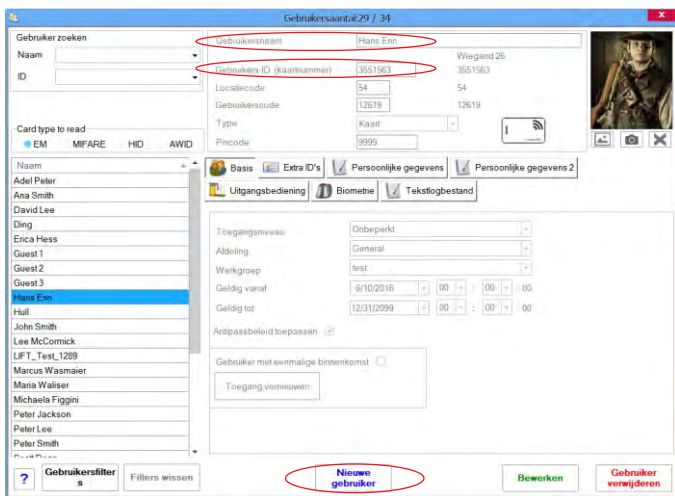 Gebruikersaantal:29 / 34
x
Gebruiker zoeken
Naam
ID
Card type to read
EM MIFARE HID AWID
Gebruikersnaam Hans Enn
Wiegand 26
Gebruikers-ID (kaartnummer) 3551563 3551563
Locatiecode 54 54
Gebruikerscode 12619 12619
Type Kaart
Pincode 9999
1
Naam
Adel Peter
Ana Smith
David Lee
Ding
Erica Hess
Guest 1
Guest 2
Guest 3
Hans Enn
Hull
John Smith
Lee McCormick
LIFT_Test_1289
Marcus Wasmaier
Maria Waliser
Michaela Figgini
Peter Jackson
Peter Lee
Peter Smith
Basis Extra ID's Persoonlijke gegevens Persoonlijke gegevens 2
Uitgangsbediening Biometrie Tekstlogbestand
Toegangsniveau Onbeperkt
Afdeling General
Werkgroep test
Geldig vanaf 6/10/2016 00 : 00 : 00
Geldig tot 12/31/2099 00 : 00 : 00
Antipassbeleid toepassen
Gebruiker met eenmalige binnenkomst
Toegang vernieuwen
?
Gebruikersfilter
s
Filters wissen
Nieuwe
gebruiker
Bewerken
Gebruiker
verwijderen